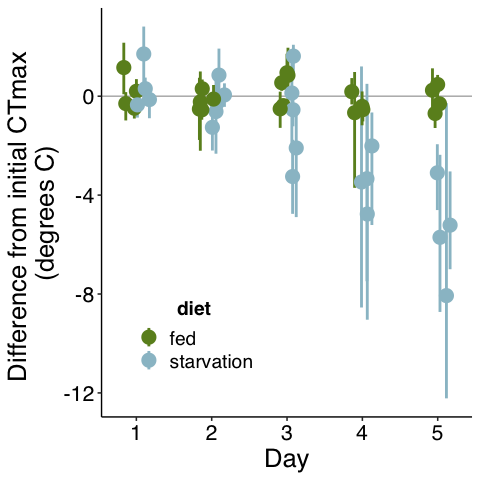 Difference from initial CTmax
(degrees C)
0
-4
-8
-12
diet
fed
starvation
1 2 3 4 5
Day